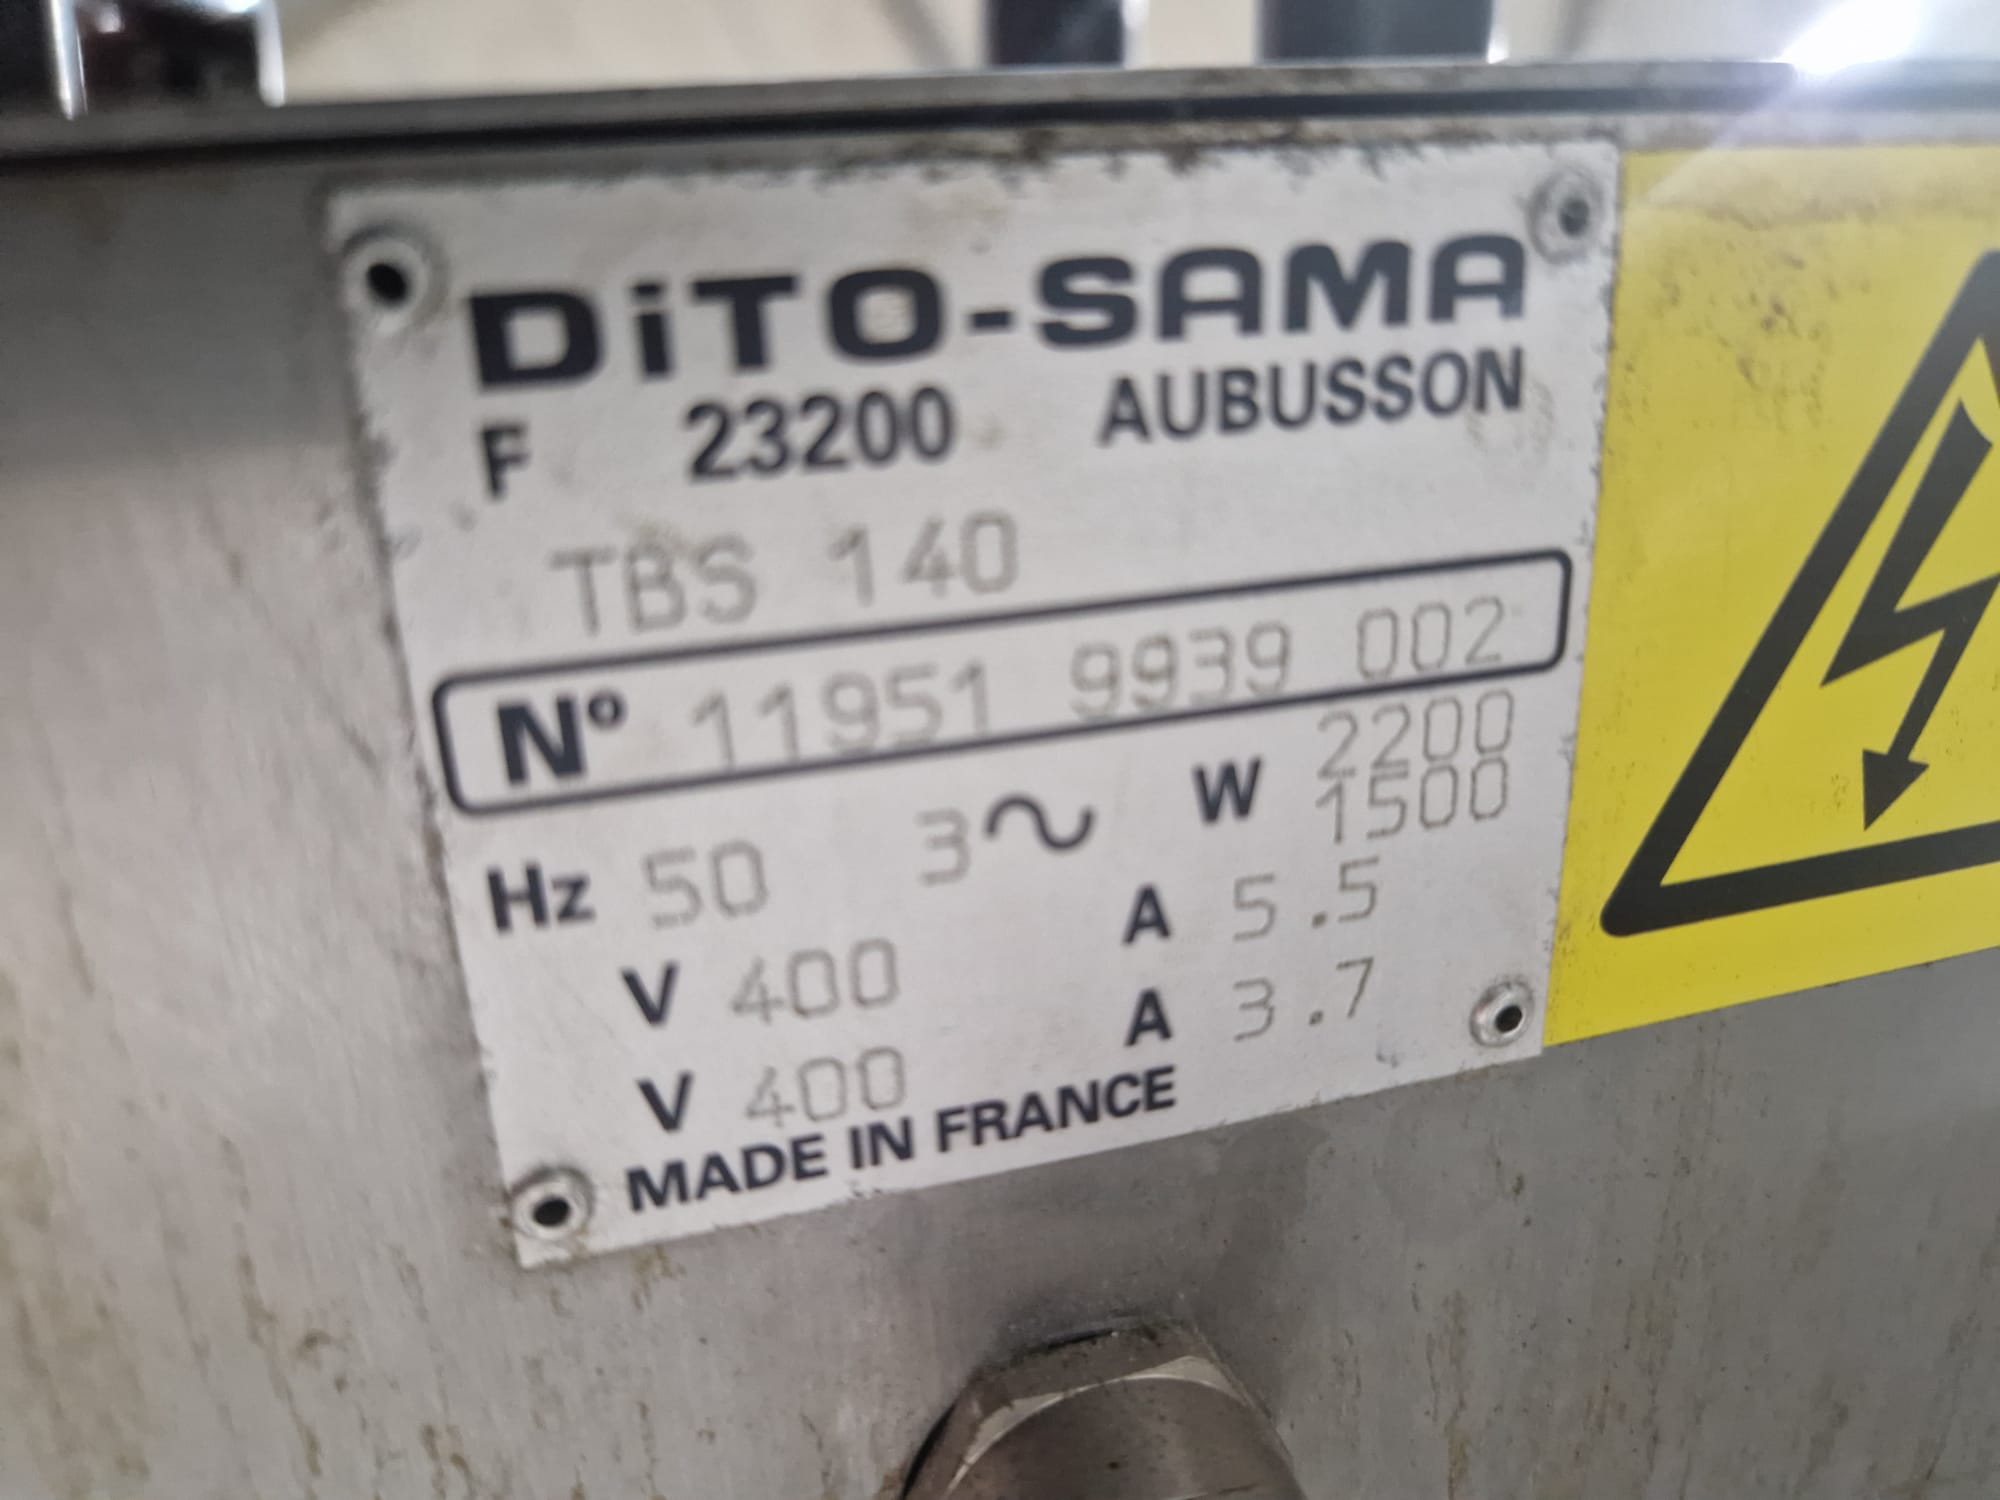 DiTO-SAMA
F 23200 AUBUSSON
TBS 140
N° 11951 9939 002
W 2200
1500
Hz 50 3~
V 400 A 5.5
V 400 A 3.7
MADE IN FRANCE